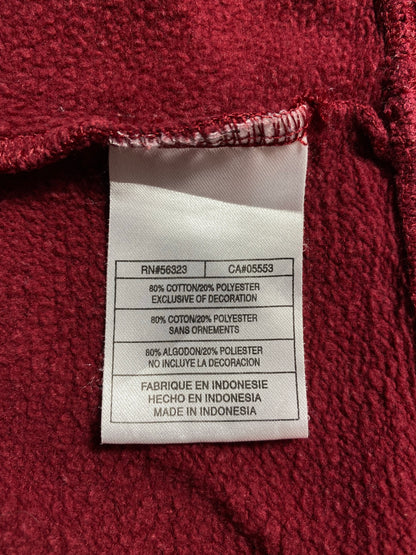 RN#56323 CA#05553
80% COTTON/20% POLYESTER
EXCLUSIVE OF DECORATION
80% COTON/20% POLYESTER
SANS ORNEMENTS
80% ALGODON/20% POLIESTER
NO INCLUYE LA DECORACION
FABRIQUE EN INDONESIE
HECHO EN INDONESIA
MADE IN INDONESIA